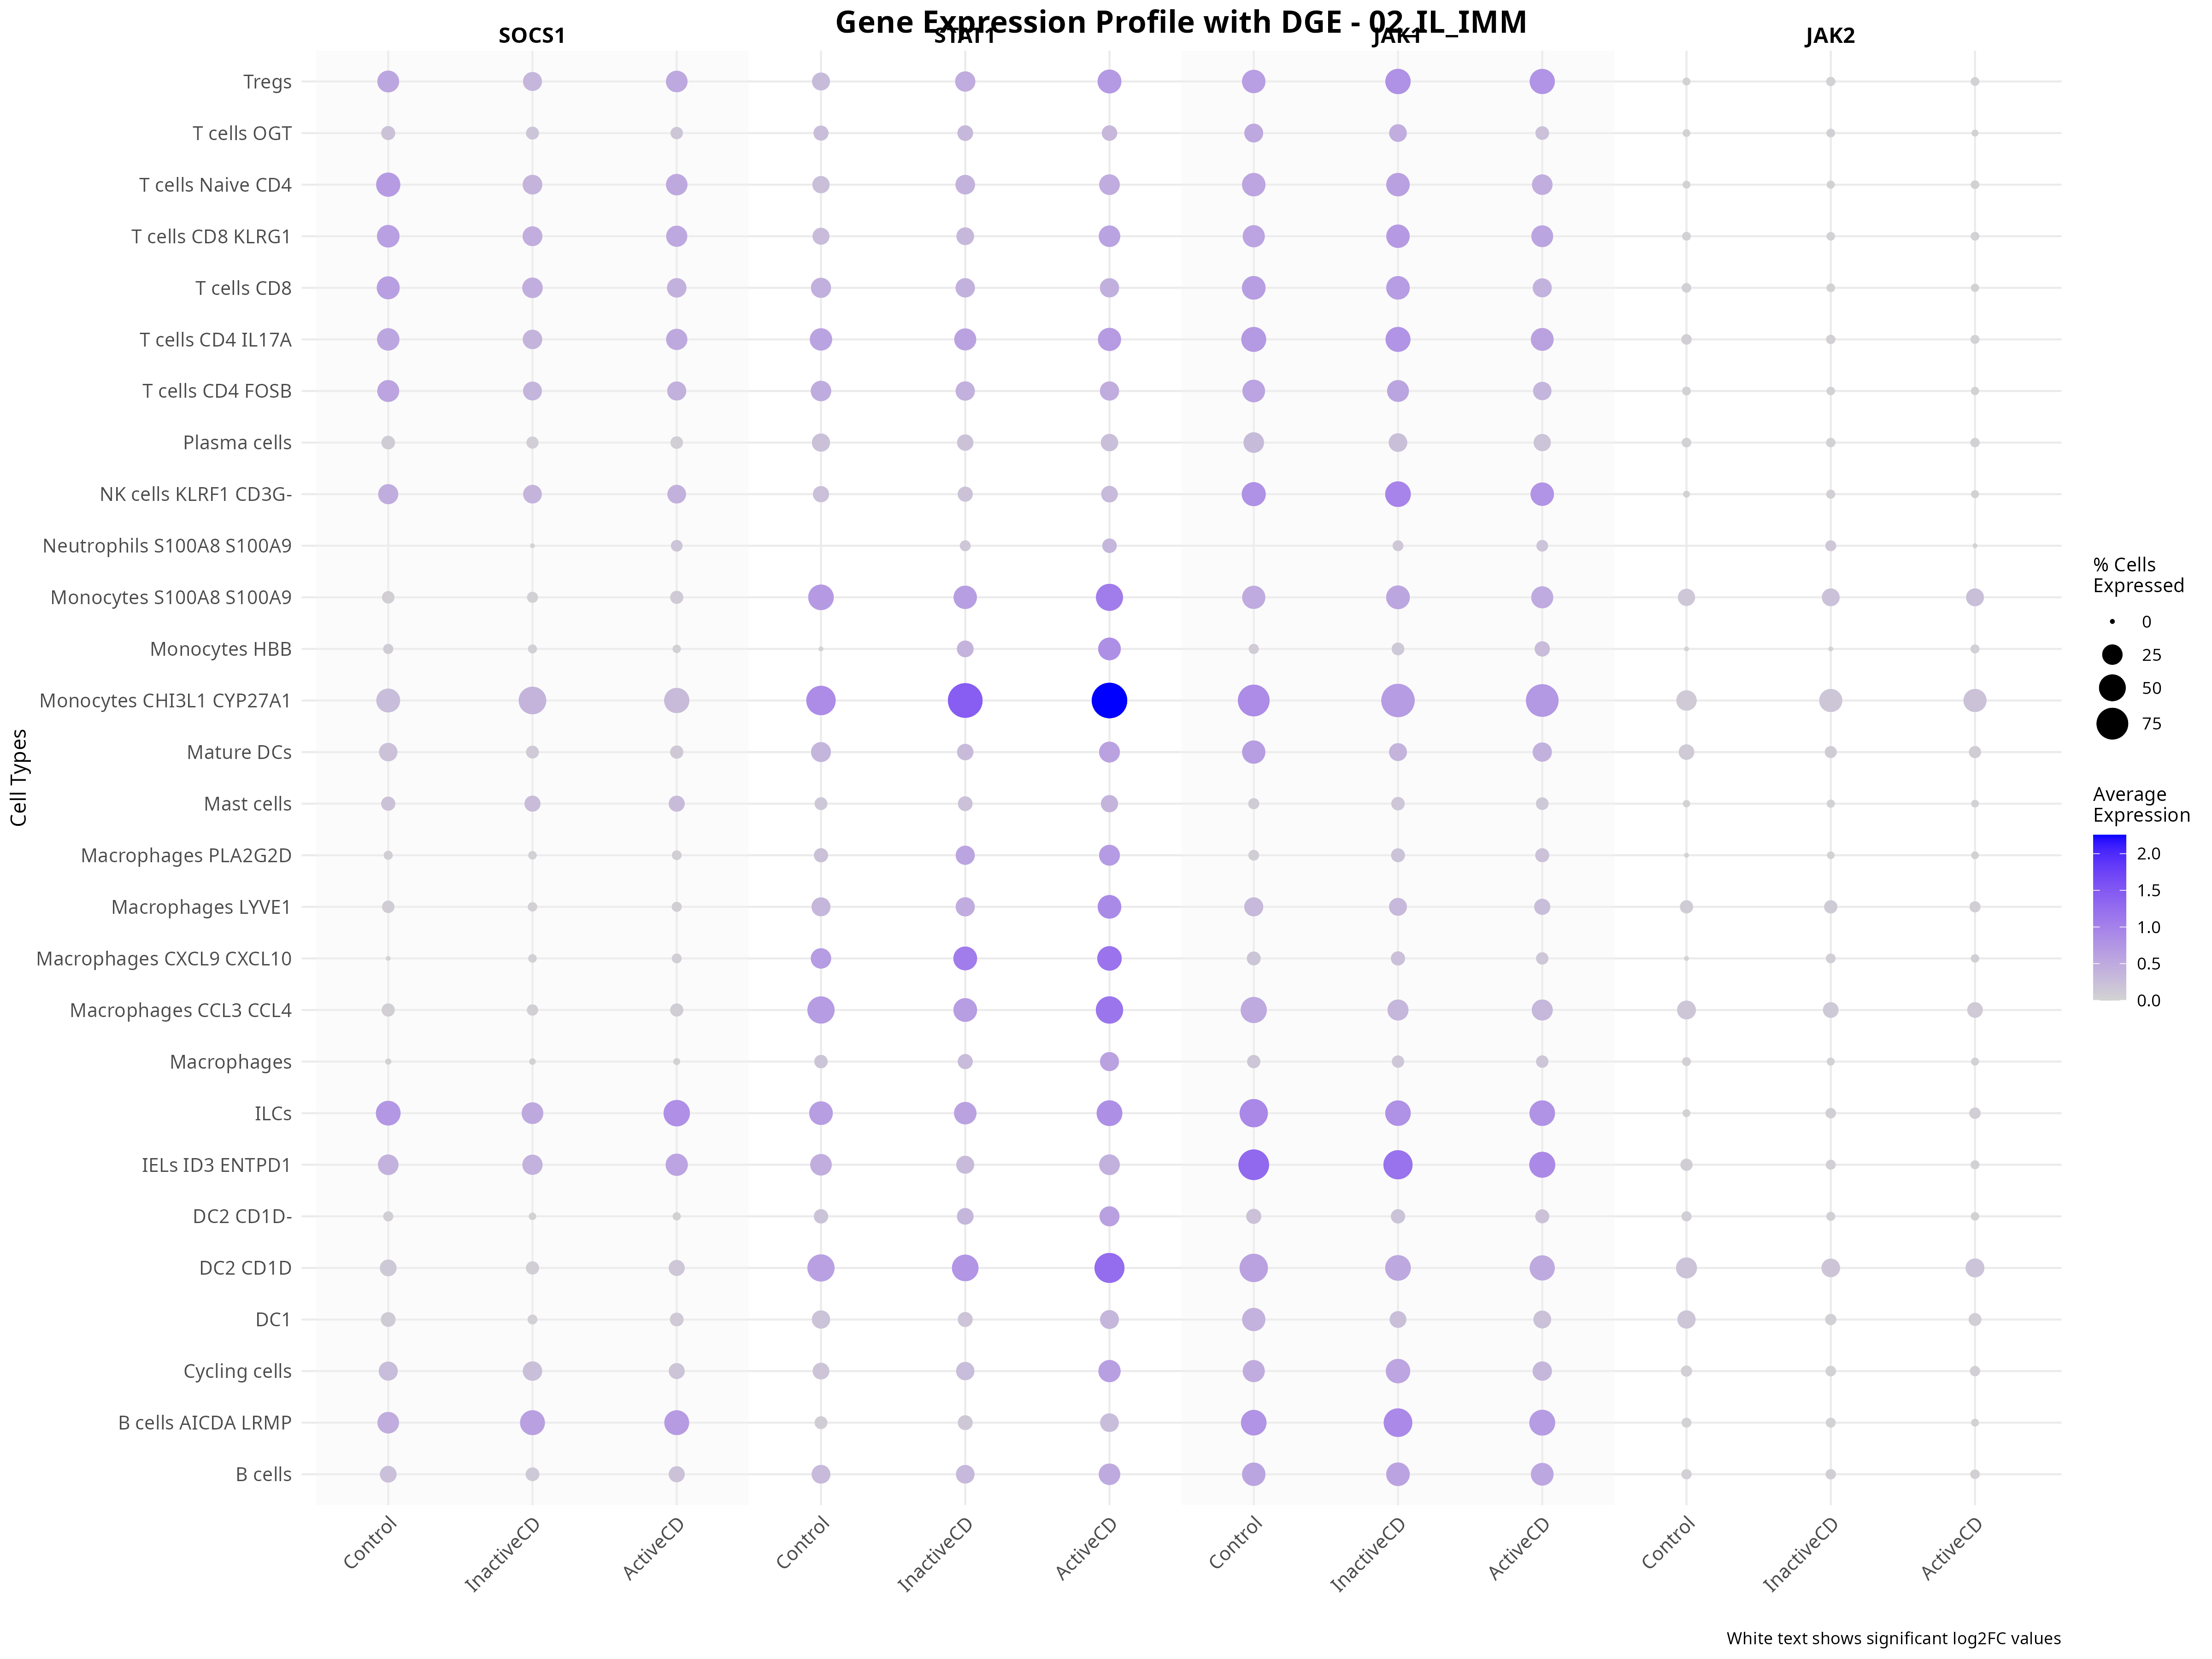 Gene Expression Profile with DGE - 02_IL_IMM
SOCS1
STAT1
JAK1
JAK2
Cell Types
Tregs
T cells OGT
T cells Naive CD4
T cells CD8 KLRG1
T cells CD8
T cells CD4 IL17A
T cells CD4 FOSB
Plasma cells
NK cells KLRF1 CD3G-
Neutrophils S100A8 S100A9
Monocytes S100A8 S100A9
Monocytes HBB
Monocytes CHI3L1 CYP27A1
Mature DCs
Mast cells
Macrophages PLA2G2D
Macrophages LYVE1
Macrophages CXCL9 CXCL10
Macrophages CCL3 CCL4
Macrophages
ILCs
IELs ID3 ENTPD1
DC2 CD1D-
DC2 CD1D
DC1
Cycling cells
B cells AICDA LRMP
B cells
Control
InactiveCD
ActiveCD
Control
InactiveCD
ActiveCD
Control
InactiveCD
ActiveCD
Control
InactiveCD
ActiveCD
% Cells
Expressed
0
25
50
75
Average
Expression
2.0
1.5
1.0
0.5
0.0
White text shows significant log2FC values